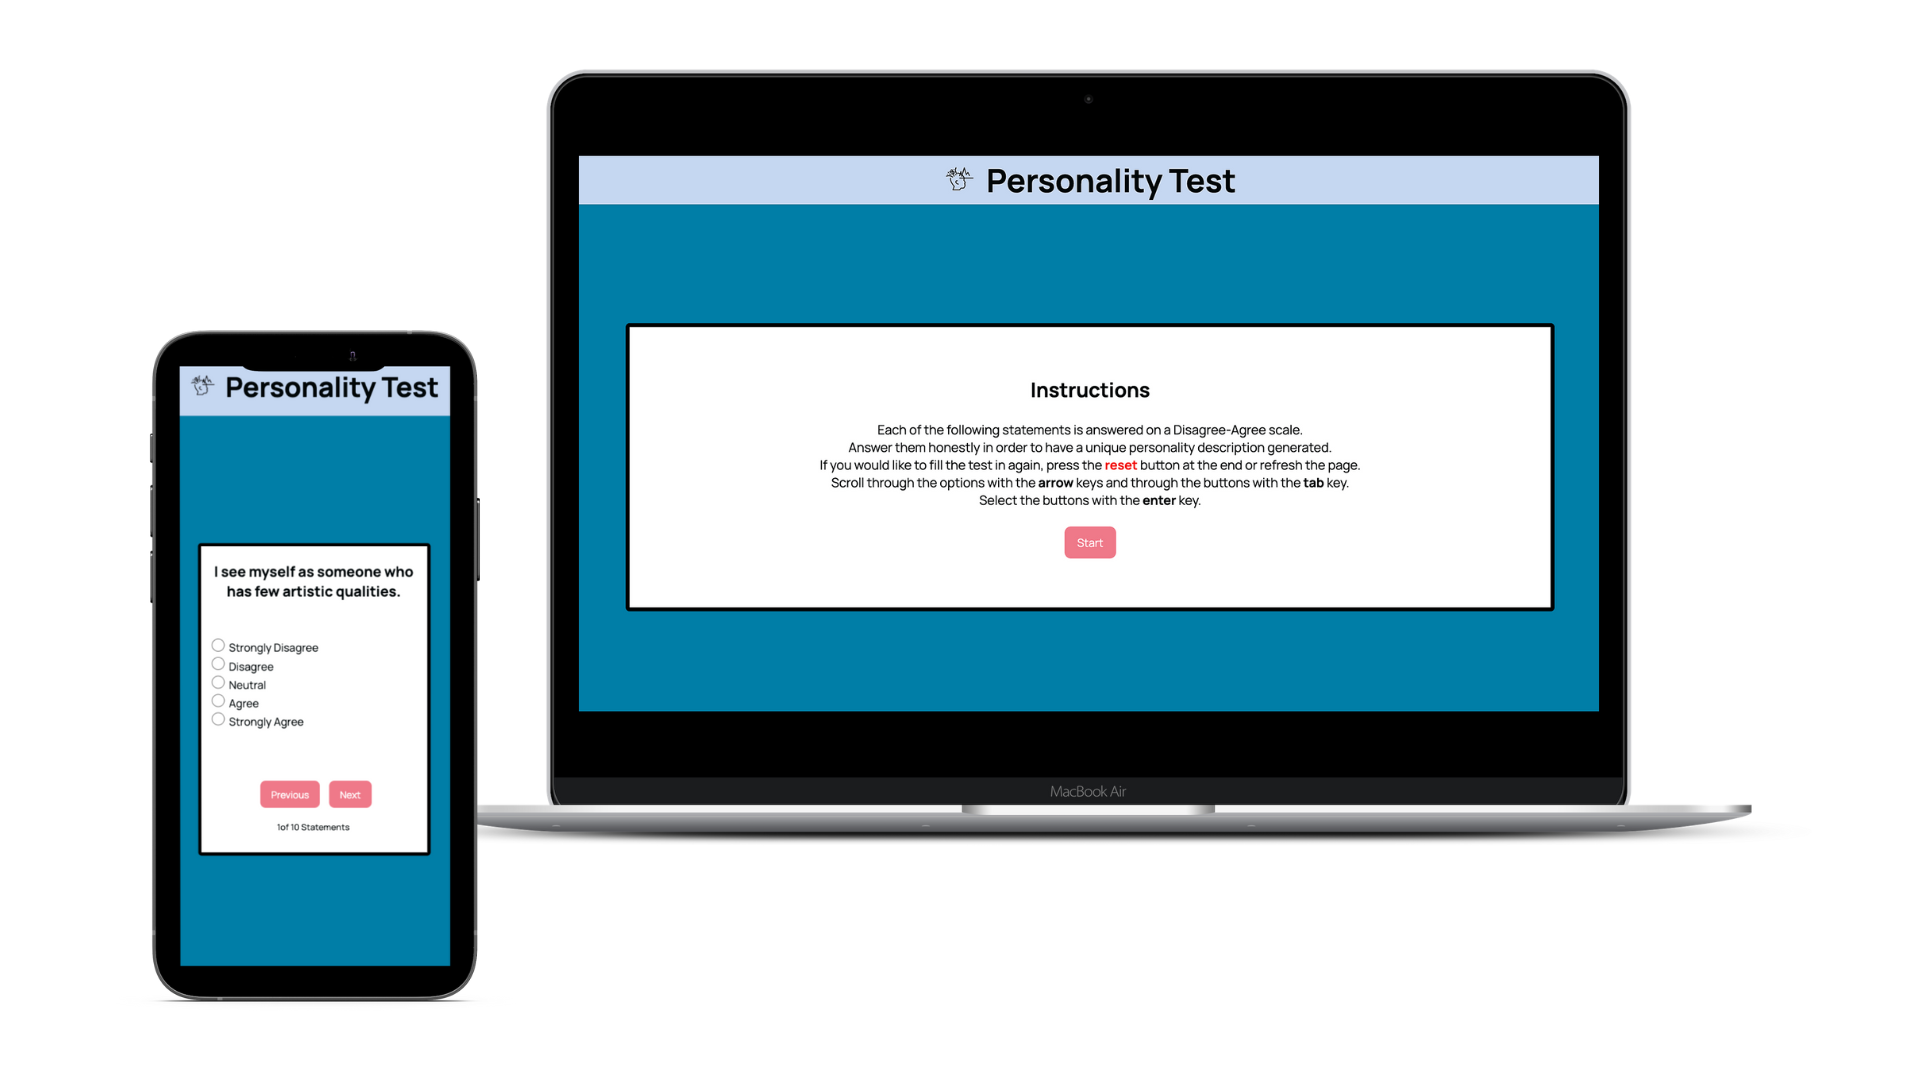 Personality Test
I see myself as someone who
has few artistic qualities.
Strongly Disagree
Disagree
Neutral
Agree
Strongly Agree
Previous Next
1of 10 Statements
Personality Test
Instructions
Each of the following statements is answered on a Disagree-Agree scale.
Answer them honestly in order to have a unique personality description generated.
If you would like to fill the test in again, press the reset button at the end or refresh the page.
Scroll through the options with the arrow keys and through the buttons with the tab key.
Select the buttons with the enter key.
Start
MacBook Air